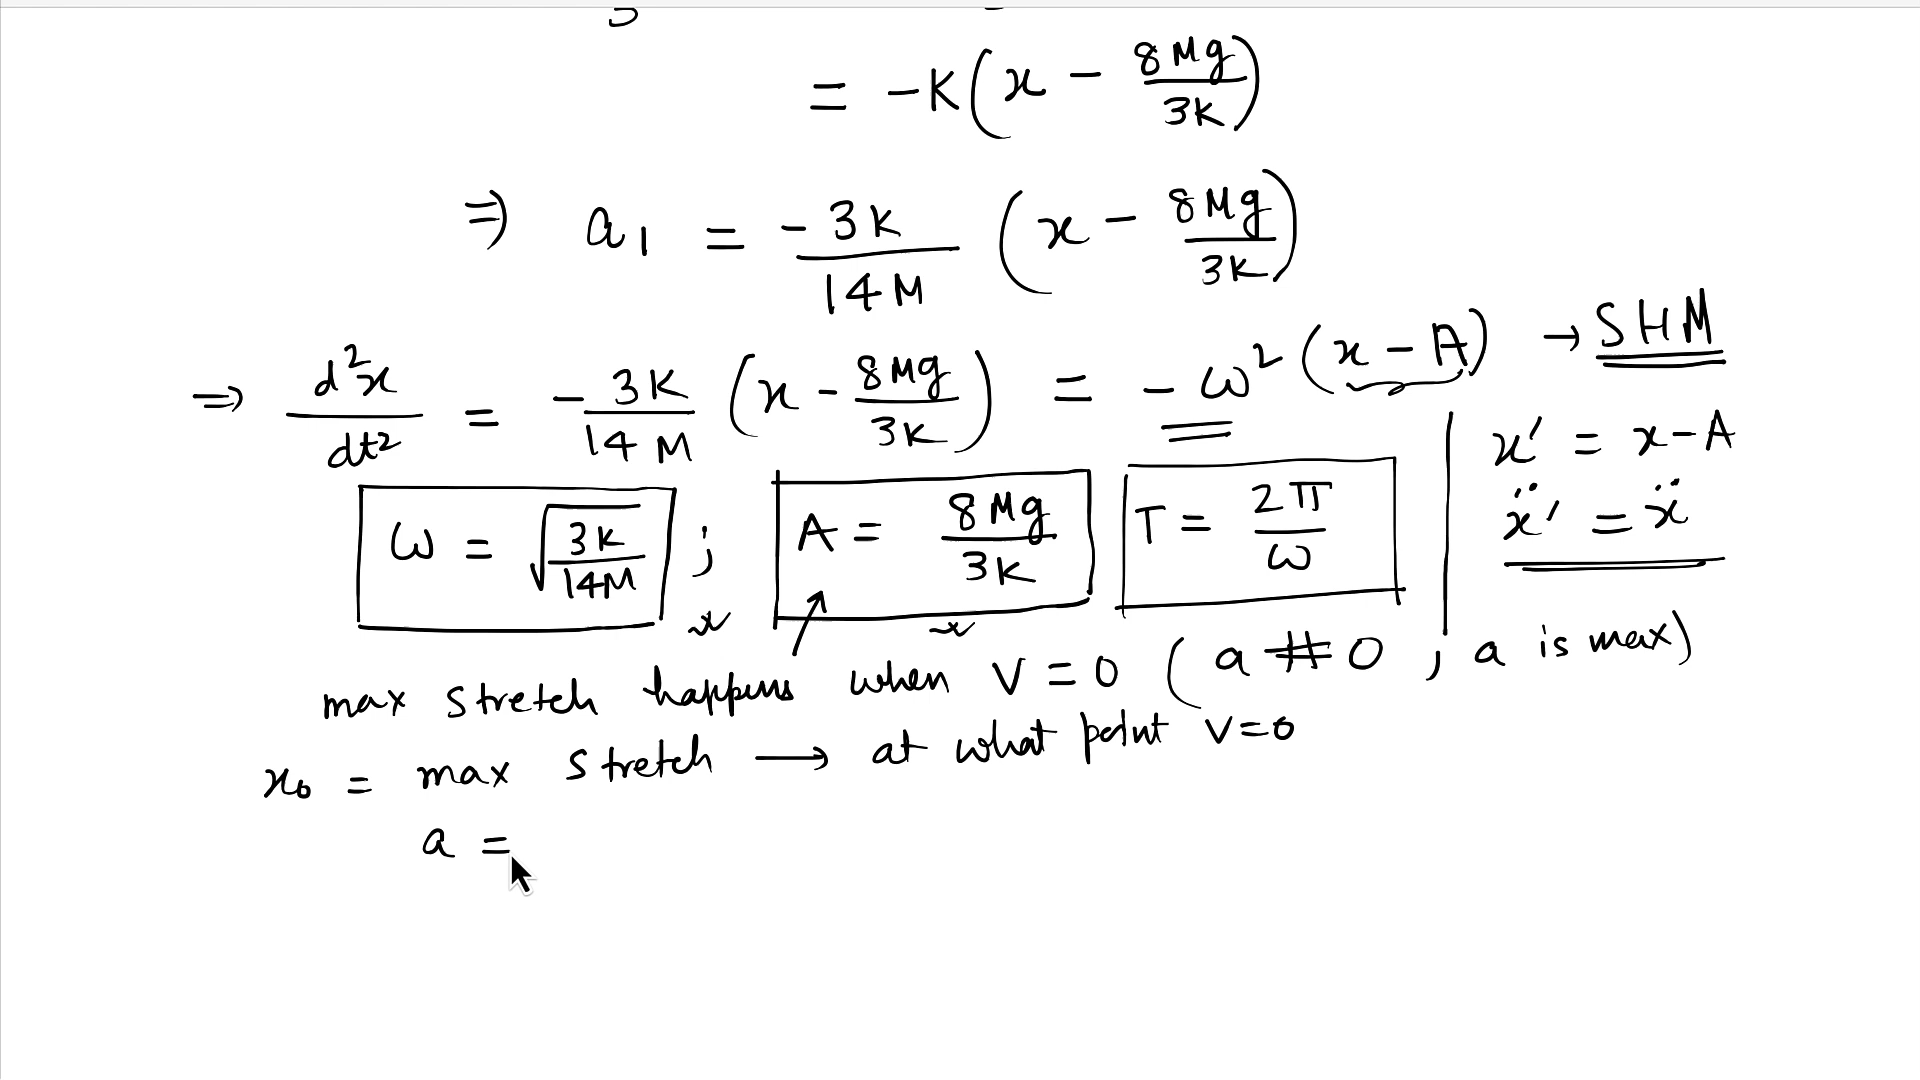 = -K(x - 8Mg/3K)
⇒ a₁ = -3K/14M (x - 8Mg/3K)
⇒ d²x/dt² = -3K/14M (x - 8Mg/3K) = -ω²(x - A) → SHM
x' = x-A
ẍ' = ẍ
ω = √(3K/14M) ; A = 8Mg/3K T = 2π/ω
max stretch happens when V = 0 (a ≠ 0 ; a is max)
x₀ = max stretch → at what point V=0
a =